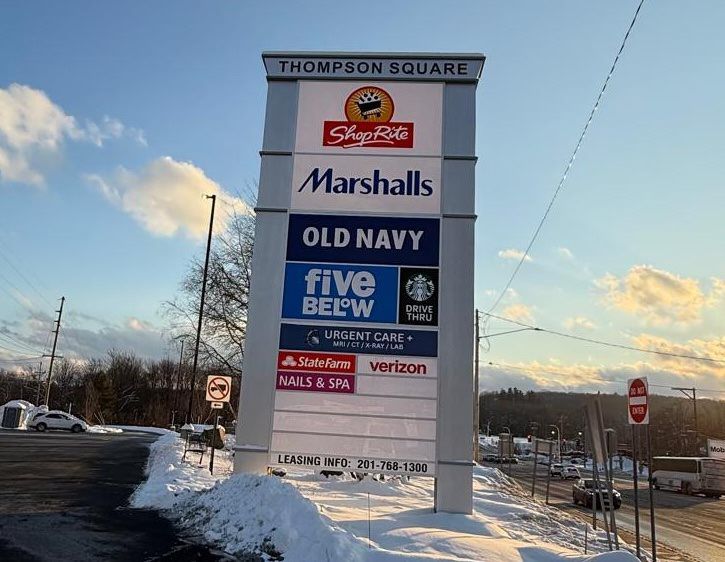 THOMPSON SQUARE
ShopRite
Marshalls
OLD NAVY
five
BELOW
DRIVE
THRU
URGENT CARE +
MRI / CT / X-RAY / LAB
StateFarm
verizon
NAILS & SPA
LEASING INFO: 201-768-1300
DO NOT
ENTER
Mob